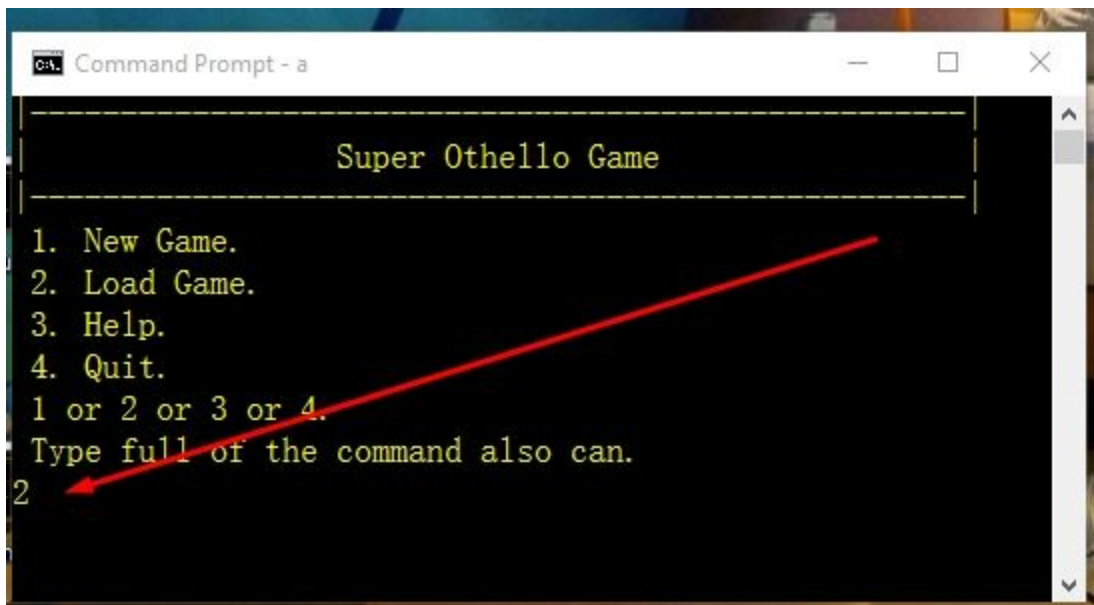 Command Prompt - a
Super Othello Game
1. New Game.
2. Load Game.
3. Help.
4. Quit.
1 or 2 or 3 or 4.
Type full of the command also can.
2